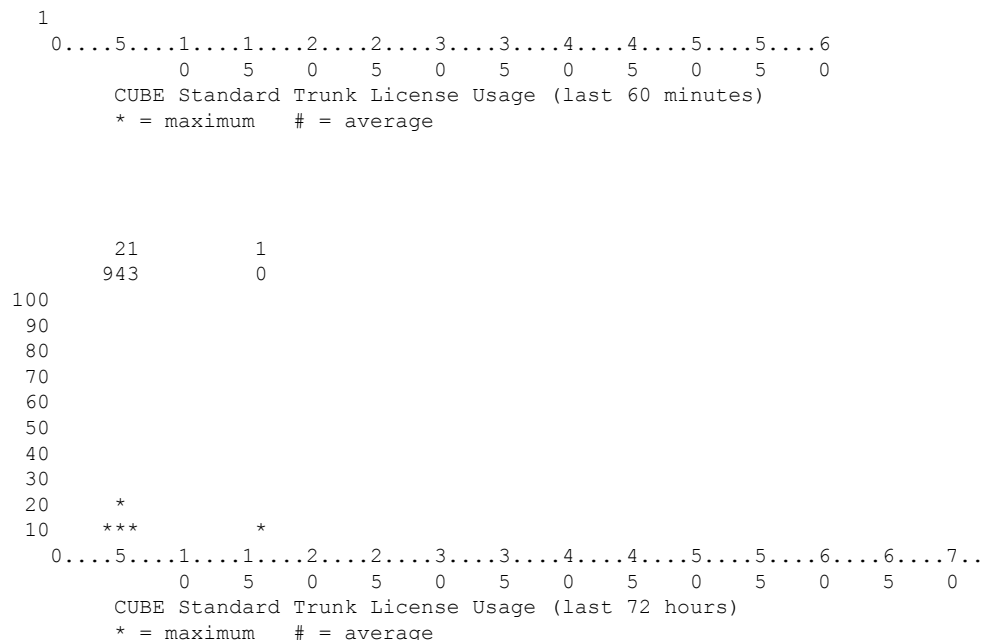 1
   0....5....1....1....2....2....3....3....4....4....5....5....6
             0    5    0    5    0    5    0    5    0    5    0
        CUBE Standard Trunk License Usage (last 60 minutes)
        * = maximum   # = average
        21         1
       943         0
100
 90
 80
 70
 60
 50
 40
 30
 20     *
 10    ***         *
   0....5....1....1....2....2....3....3....4....4....5....5....6....6....7..
             0    5    0    5    0    5    0    5    0    5    0    5    0
        CUBE Standard Trunk License Usage (last 72 hours)
        * = maximum   # = average